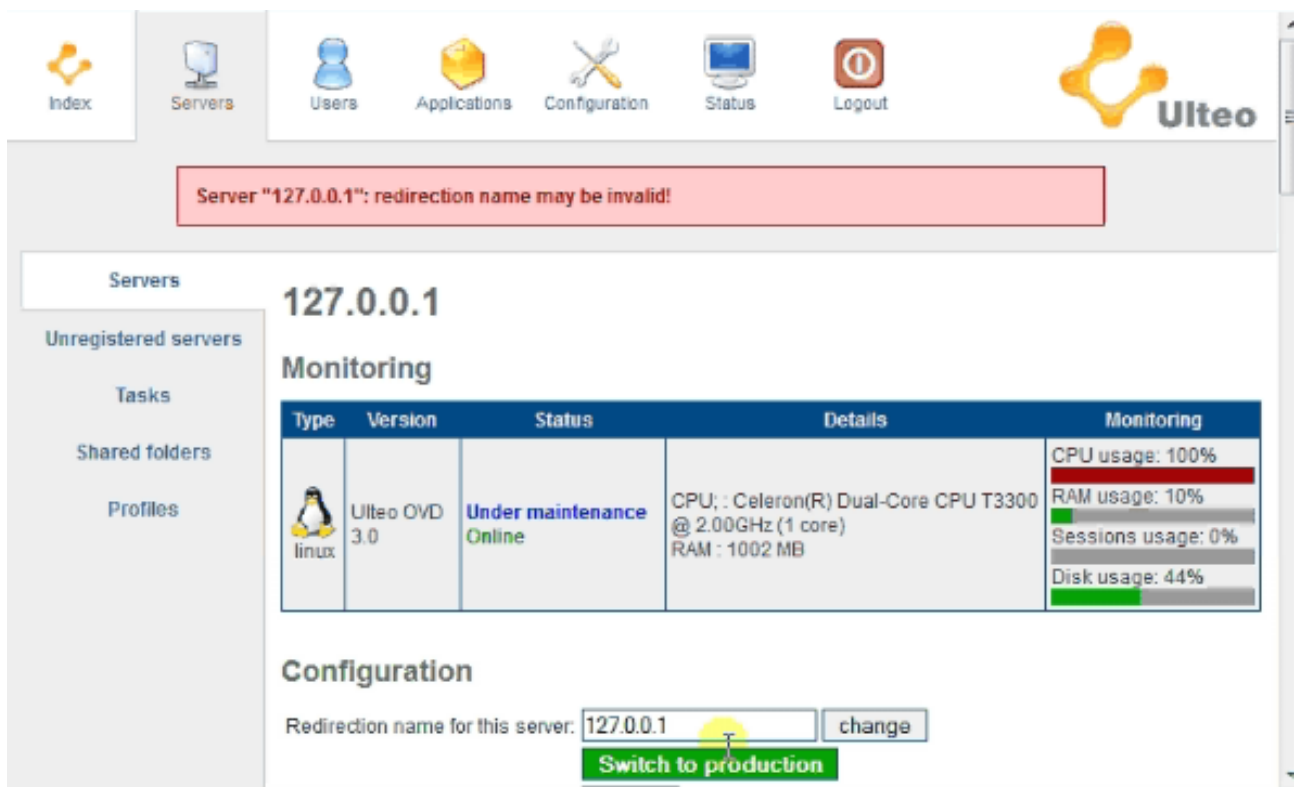 Index
Servers
Users
Applications
Configuration
Status
Logout
Ulteo
Server "127.0.0.1": redirection name may be invalid!
Servers
Unregistered servers
Tasks
Shared folders
Profiles
127.0.0.1
Monitoring
Type Version Status Details Monitoring
linux
Ulteo OVD
3.0
Under maintenance
Online
CPU; : Celeron(R) Dual-Core CPU T3300
@ 2.00GHz (1 core)
RAM : 1002 MB
CPU usage: 100%
RAM usage: 10%
Sessions usage: 0%
Disk usage: 44%
Configuration
Redirection name for this server: 127.0.0.1 change
Switch to production